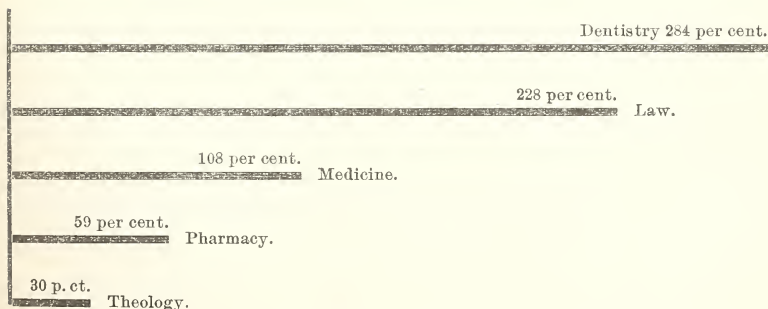 Dentistry 284 per cent.
228 per cent.
Law.
108 per cent.
Medicine.
59 per cent.
Pharmacy.
30 p. ct.
Theology.